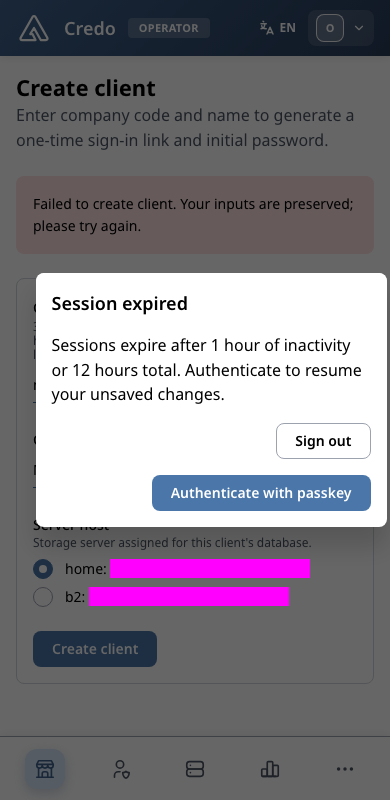 Credo
OPERATOR
EN
O
Create client
Enter company code and name to generate a
one-time sign-in link and initial password.
Failed to create client. Your inputs are preserved;
please try again.
Session expired
Sessions expire after 1 hour of inactivity
or 12 hours total. Authenticate to resume
your unsaved changes.
Sign out
Authenticate with passkey
Server host
Storage server assigned for this client's database.
home:
b2:
Create client